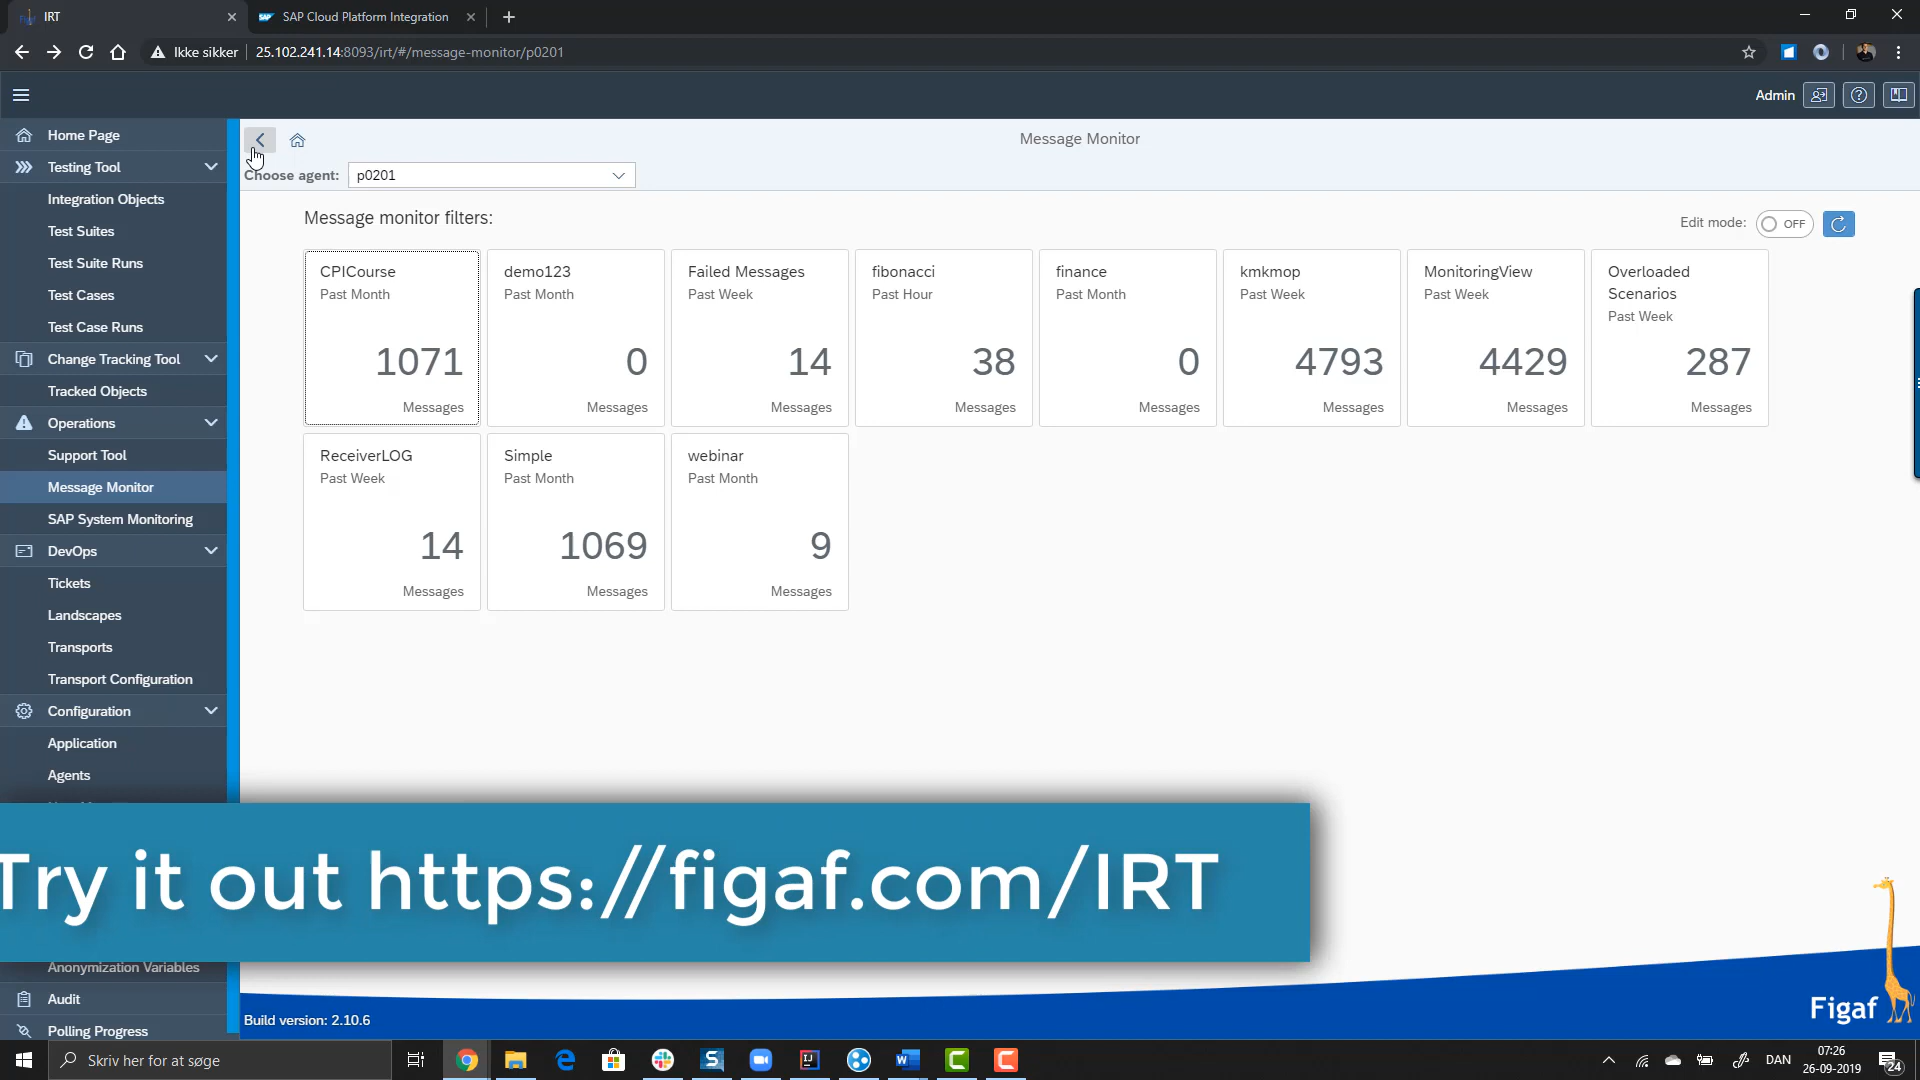 IRT
SAP Cloud Platform Integration
Ikke sikker
25.102.241.14:8093/irt/#/message-monitor/p0201
Admin
Home Page
Testing Tool
Integration Objects
Test Suites
Test Suite Runs
Test Cases
Test Case Runs
Change Tracking Tool
Tracked Objects
Operations
Support Tool
Message Monitor
SAP System Monitoring
DevOps
Tickets
Landscapes
Transports
Transport Configuration
Configuration
Application
Agents
Anonymization Variables
Audit
Polling Progress
Message Monitor
Choose agent: p0201
Message monitor filters:
Edit mode: OFF
CPICourse
Past Month
1071
Messages
demo123
Past Month
0
Messages
Failed Messages
Past Week
14
Messages
fibonacci
Past Hour
38
Messages
finance
Past Month
0
Messages
kmkmop
Past Week
4793
Messages
MonitoringView
Past Week
4429
Messages
Overloaded
Scenarios
Past Week
287
Messages
ReceiverLOG
Past Week
14
Messages
Simple
Past Month
1069
Messages
webinar
Past Month
9
Messages
Try it out https://figaf.com/IRT
Build version: 2.10.6
Figaf
Skriv her for at søge
DAN
07:26
26-09-2019
24